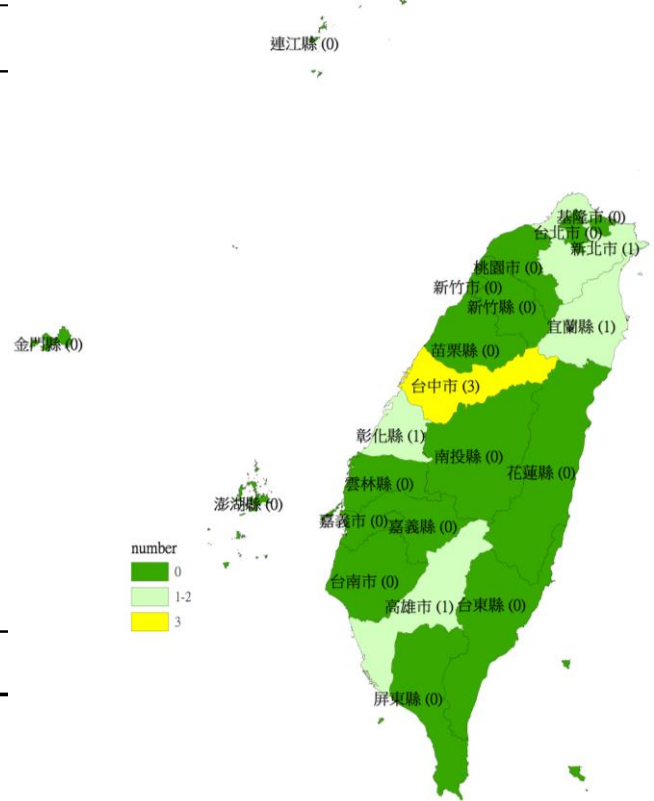 連江縣 (0)
基隆市 (0)
台北市 (0)
新北市 (1)
桃園市 (0)
新竹市 (0)
新竹縣 (0)
宜蘭縣 (1)
金門縣 (0)
苗栗縣 (0)
台中市 (3)
彰化縣 (1)
南投縣 (0)
花蓮縣 (0)
雲林縣 (0)
澎湖縣 (0)
嘉義市 (0)
嘉義縣 (0)
number
0
1-2
3
台南市 (0)
高雄市 (1)
台東縣 (0)
屏東縣 (0)